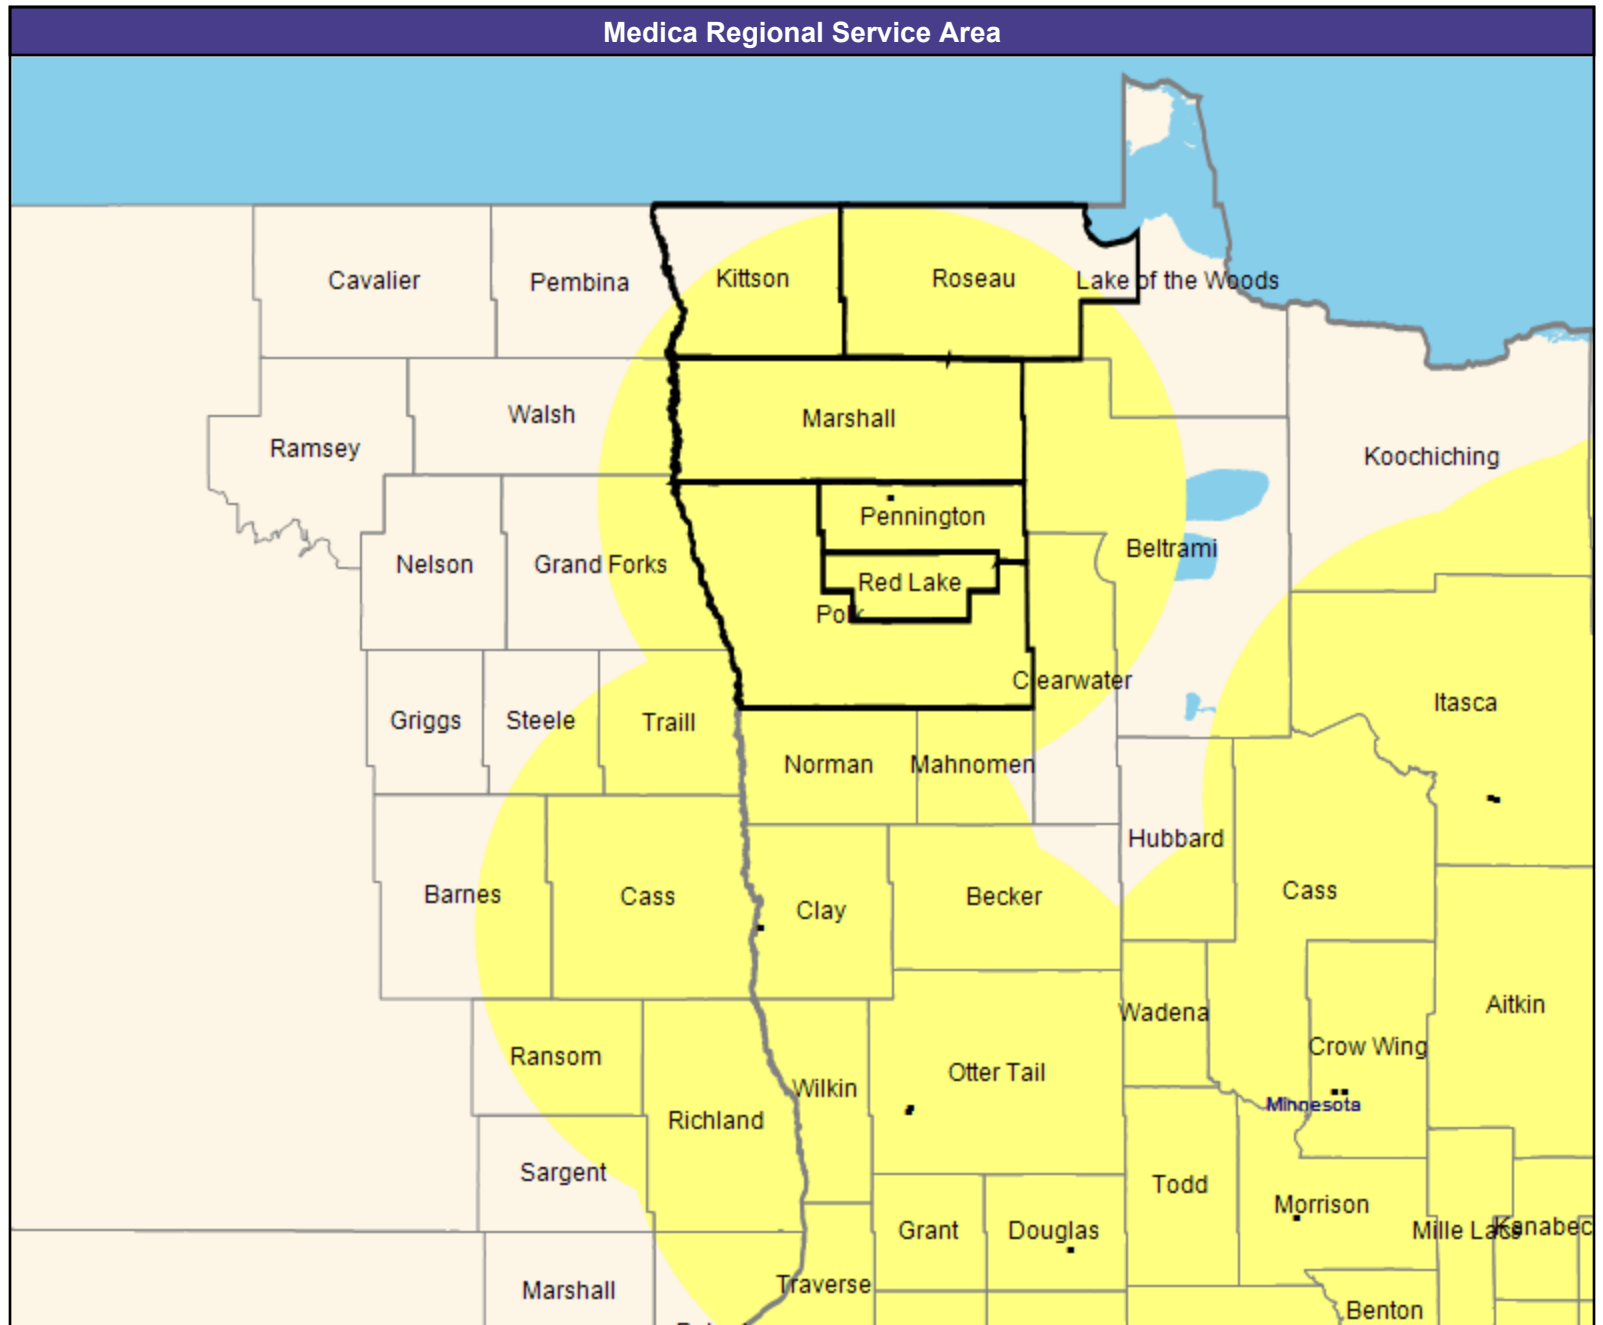 Medica Regional Service Area
Cavalier
Pembina
Kittson
Roseau
Lake of the Woods
Ramsey
Walsh
Marshall
Koochiching
Nelson
Grand Forks
Pennington
Beltrami
Red Lake
Polk
Clearwater
Griggs
Steele
Traill
Itasca
Norman
Mahnomen
Hubbard
Barnes
Cass
Clay
Becker
Cass
Ransom
Wilkin
Otter Tail
Wadena
Aitkin
Crow Wing
Minnesota
Richland
Sargent
Todd
Morrison
Grant
Douglas
Mille Lacs
Kanabec
Marshall
Traverse
Benton